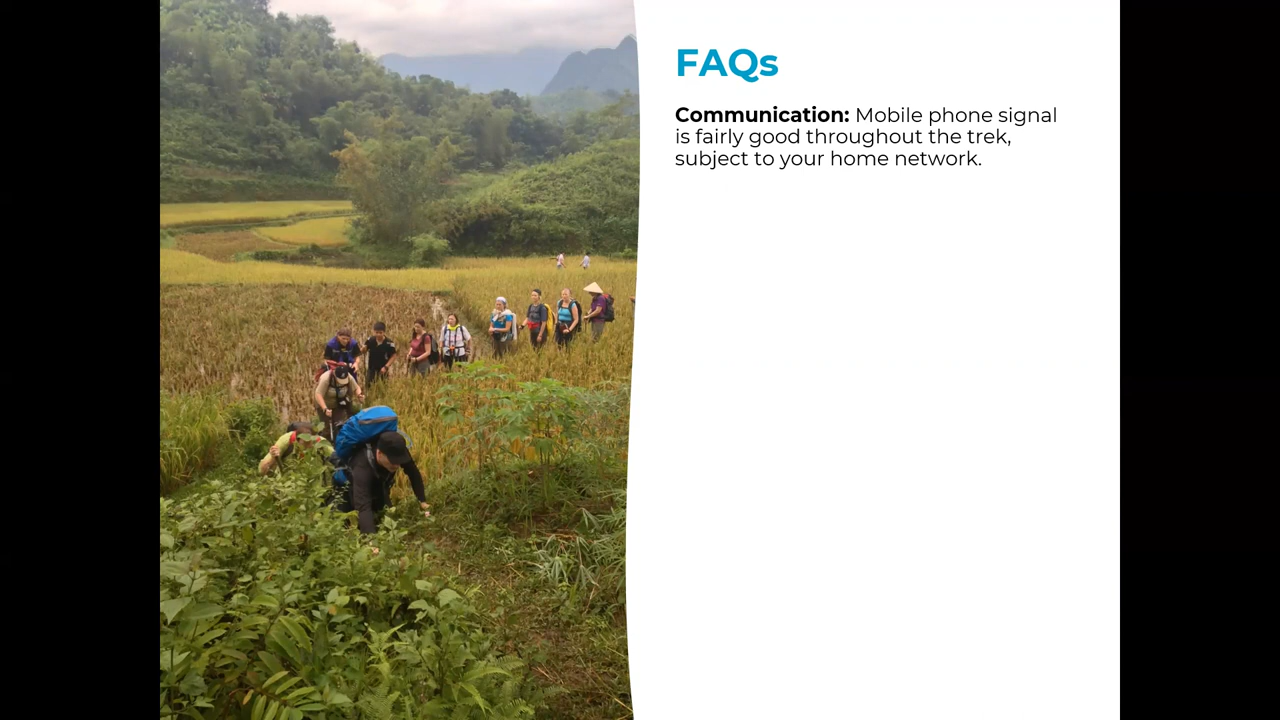 FAQs
Communication: Mobile phone signal
is fairly good throughout the trek,
subject to your home network.